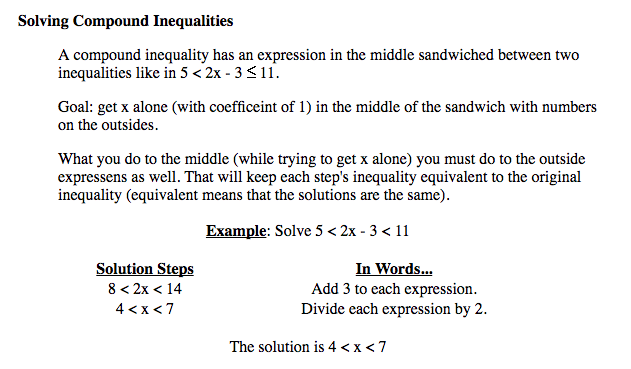 Solving Compound Inequalities
A compound inequality has an expression in the middle sandwiched between two
inequalities like in 5 < 2x - 3 ≤ 11.
Goal: get x alone (with coefficeint of 1) in the middle of the sandwich with numbers
on the outsides.
What you do to the middle (while trying to get x alone) you must do to the outside
expressens as well. That will keep each step's inequality equivalent to the original
inequality (equivalent means that the solutions are the same).
Example: Solve 5 < 2x - 3 < 11
Solution Steps In Words...
8 < 2x < 14 Add 3 to each expression.
4 < x < 7 Divide each expression by 2.
The solution is 4 < x < 7